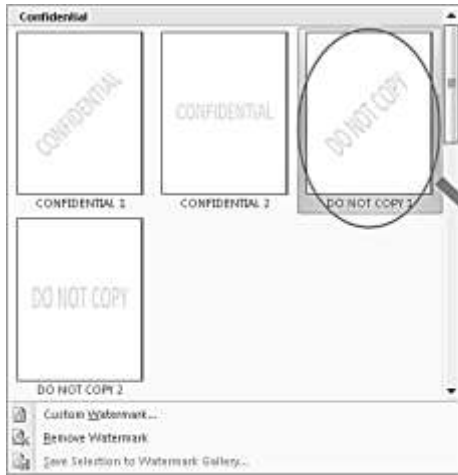 Confidential
CONFIDENTIAL
CONFIDENTIAL
DO NOT COPY
CONFIDENTIAL 1
CONFIDENTIAL 2
DO NOT COPY 1
DO NOT COPY
DO NOT COPY 2
Custom Watermark...
Remove Watermark
Save Selection to Watermark Gallery...